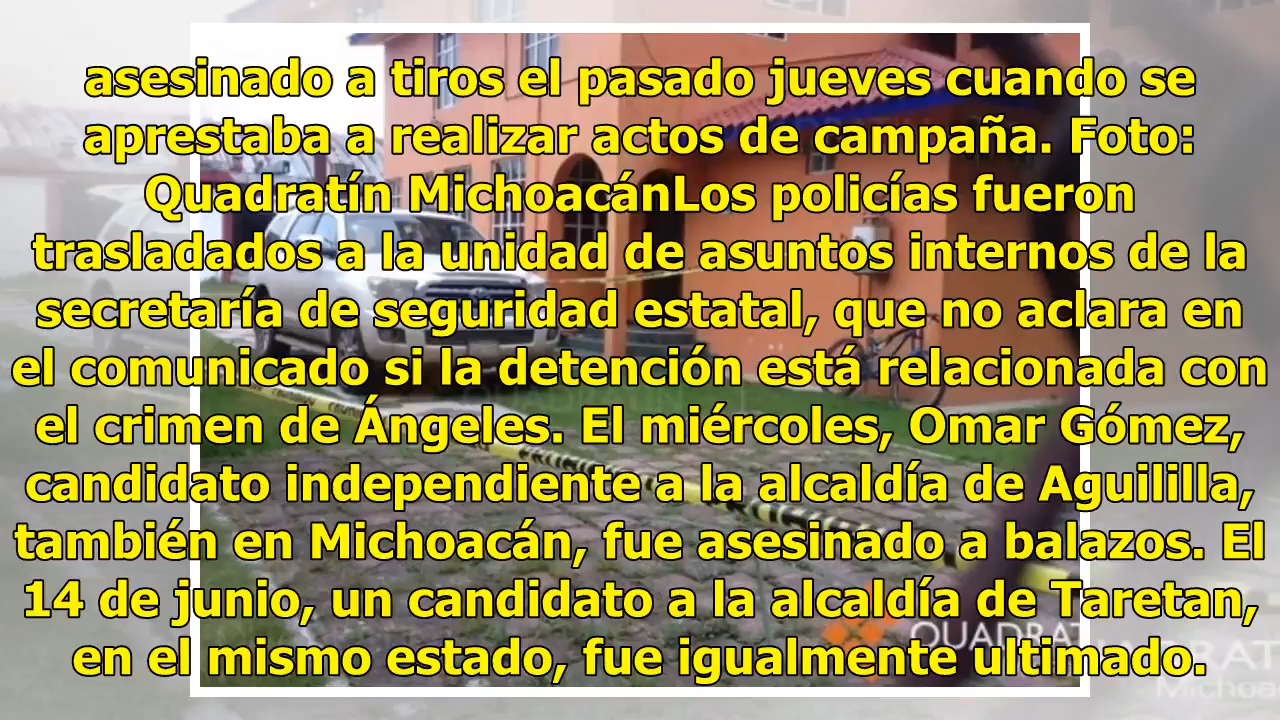 asesinado a tiros el pasado jueves cuando se
aprestaba a realizar actos de campaña. Foto:
Quadratín MichoacánLos policías fueron
trasladados a la unidad de asuntos internos de la
secretaría de seguridad estatal, que no aclara en
el comunicado si la detención está relacionada con
el crimen de Ángeles. El miércoles, Omar Gómez,
candidato independiente a la alcaldía de Aguililla,
también en Michoacán, fue asesinado a balazos. El
14 de junio, un candidato a la alcaldía de Taretan,
en el mismo estado, fue igualmente ultimado.